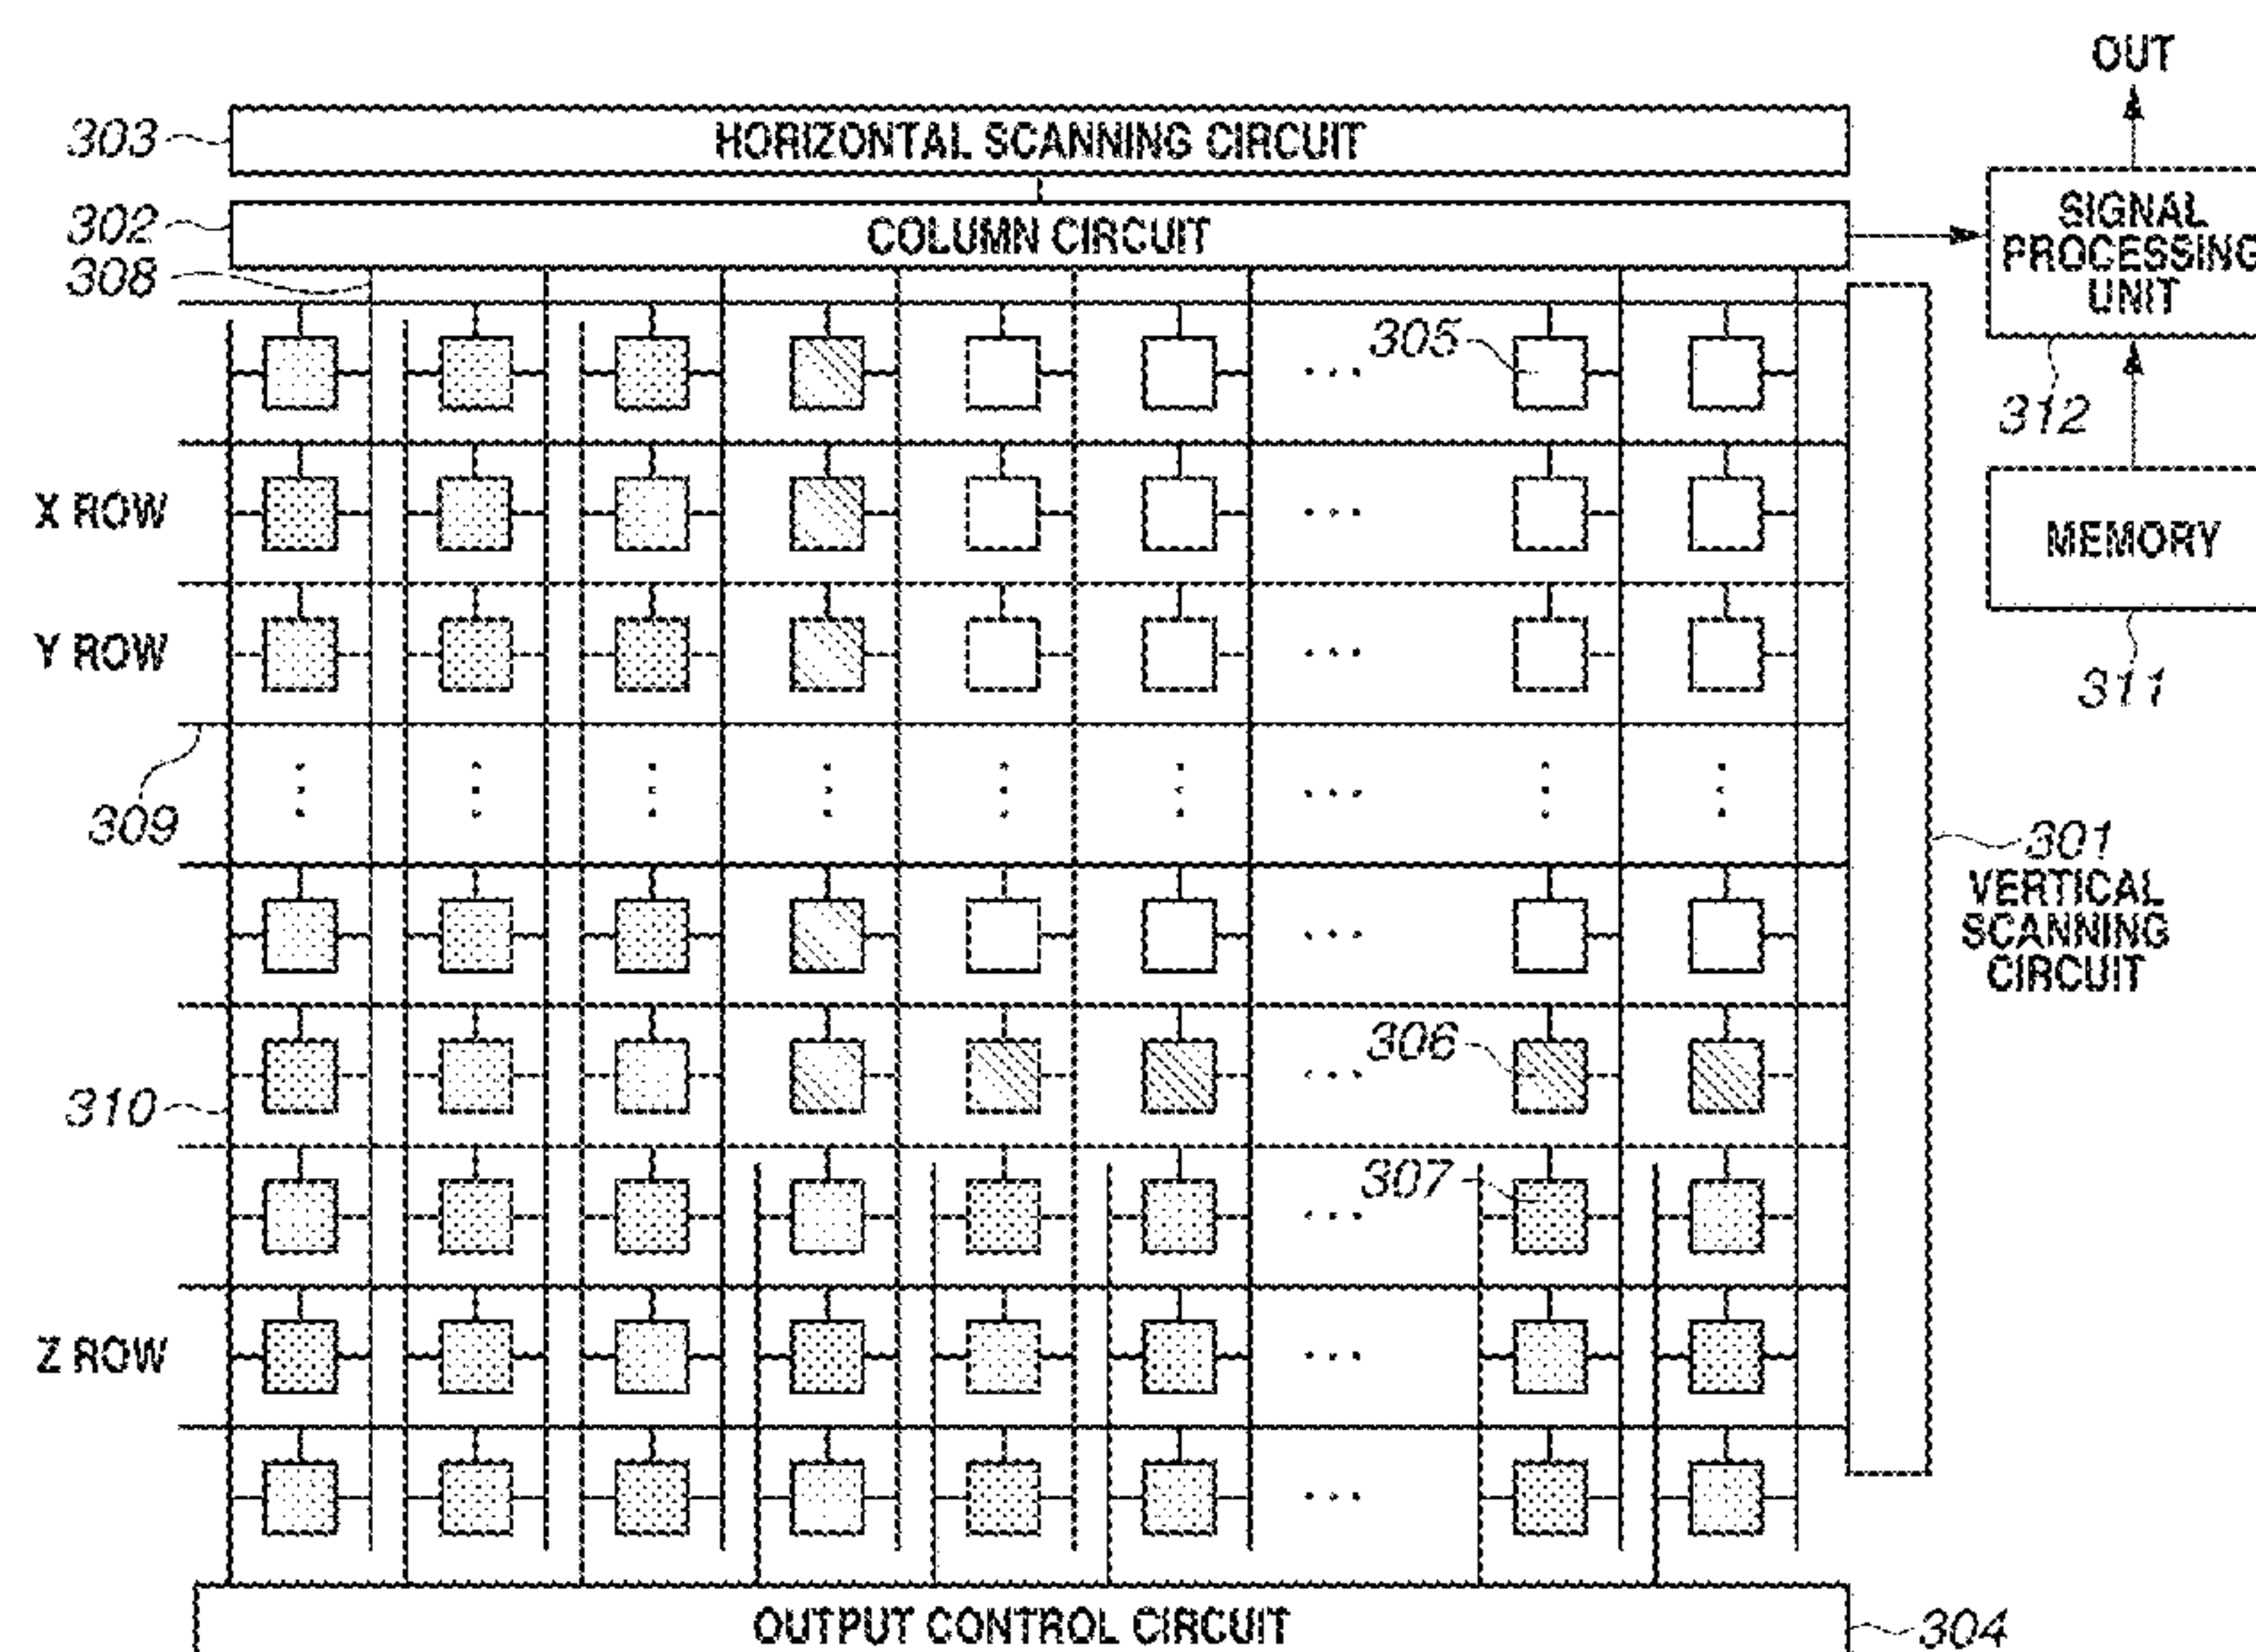 OUT
303
HORIZONTAL SCANNING CIRCUIT
302
COLUMN CIRCUIT
SIGNAL
PROCESSING
UNIT
308
305
312
X ROW
MEMORY
Y ROW
311
309
301
VERTICAL
SCANNING
CIRCUIT
306
310
307
Z ROW
OUTPUT CONTROL CIRCUIT
304